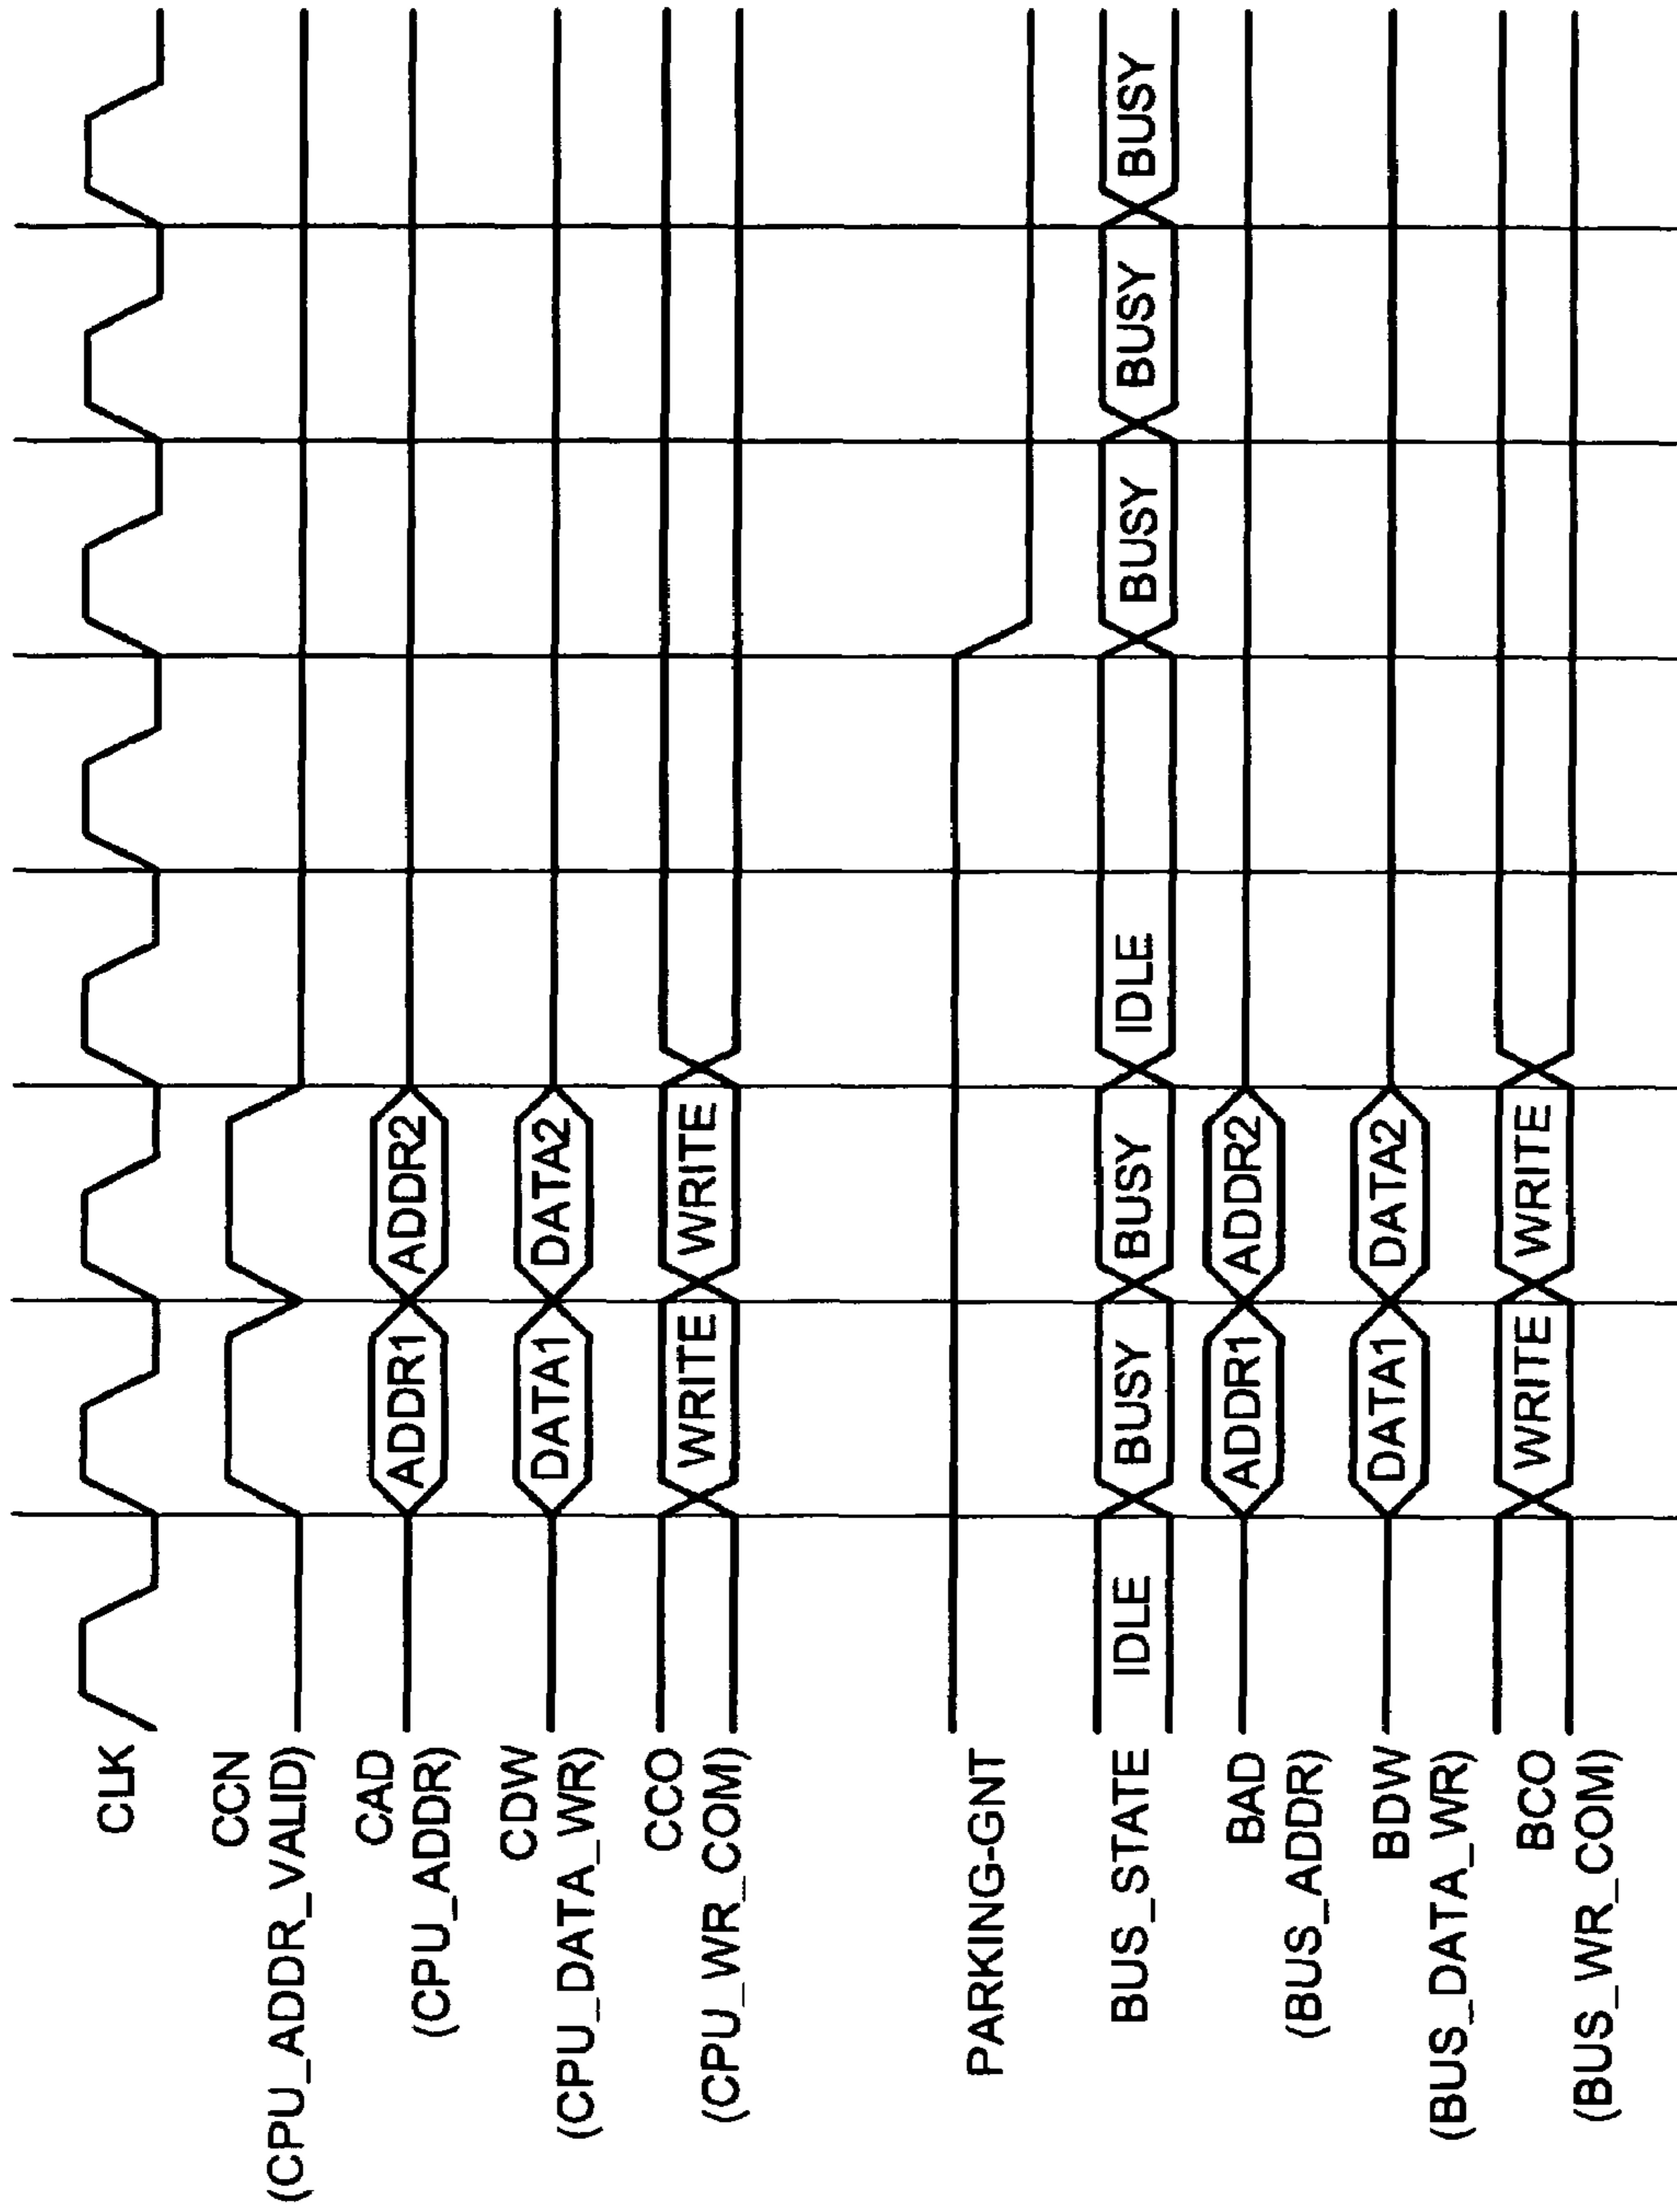 CLK
CCN
(CPU_ADDR_VALID)
CAD
(CPU_ADDR)
ADDR1 ADDR2
CDW
(CPU_DATA_WR)
DATA1 DATA2
CCO
(CPU_WR_COM)
WRITE WRITE
PARKING-GNT
BUS_STATE
IDLE BUSY BUSY IDLE BUSY BUSY BUSY
BAD
(BUS_ADDR)
ADDR1 ADDR2
BDW
(BUS_DATA_WR)
DATA1 DATA2
BCO
(BUS_WR_COM)
WRITE WRITE